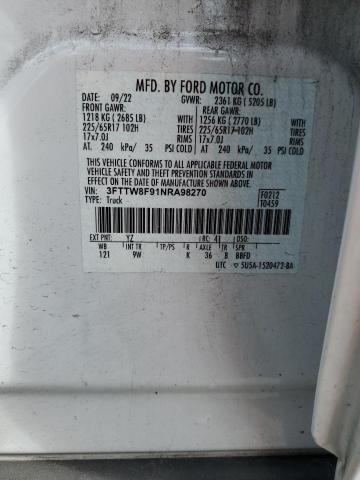 MFD. BY FORD MOTOR CO.
DATE: 09/22 GVWR: 2361 KG ( 5205 LB)
FRONT GAWR: REAR GAWR:
1218 KG ( 2685 LB) 1256 KG ( 2770 LB)
225/65R17 102H TIRES 225/65R17 102H TIRES
17x7.0J RIMS 17x7.0J RIMS
AT. 240 kPa/ 35 PSI COLD AT. 240 kPa/ 35 PSI COLD
THIS VEHICLE CONFORMS TO ALL APPLICABLE FEDERAL
MOTOR VEHICLE SAFETY AND THEFT PREVENTION STANDARDS
IN EFFECT ON THE DATE OF MANUFACTURE SHOWN ABOVE.
VIN: 3FTTW8F91NRA98270 F0212
TYPE: Truck T0459
EXT PNT: YZ RC: 41 DSO:
WB INT TR TP/PS R AXLE TR SPR
121 9W K 36 B BBFD
UTC 5U5A-1520472-BA